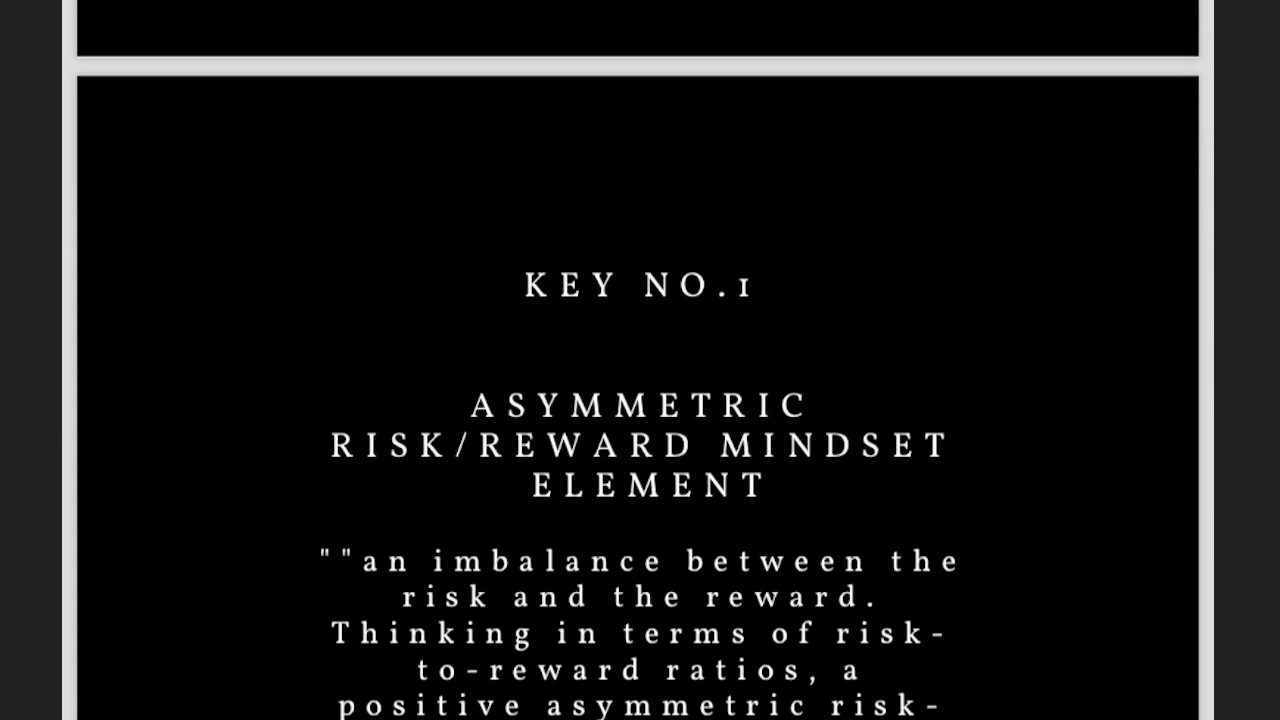 KEY NO.1
ASYMMETRIC
RISK/REWARD MINDSET
ELEMENT
""an imbalance between the
risk and the reward.
Thinking in terms of risk-
to-reward ratios, a
positive asymmetric risk-